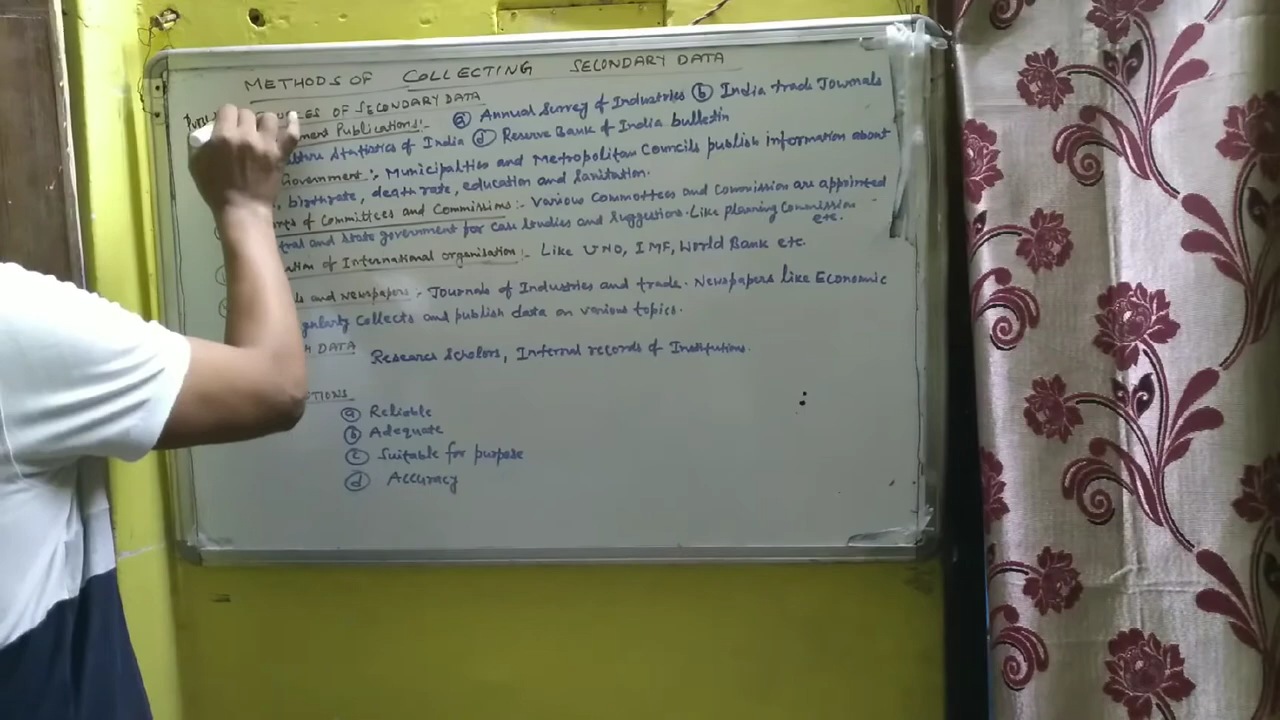 METHODS OF COLLECTING SECONDARY DATA
OF SECONDARY DATA
Publications:- (a) Annual Survey of Industries (b) India trade Journals
Statistics of India (d) Reserve Bank of India bulletin
Government :- Municipalties and Metropolitan Councils publish information about
birthrate, death rate, education and Sanitation.
of Committees and Commissions :- Various Committees and Commission are appointed
and State government for Case Studies and Suggestions. Like planning Commission
etc.
of International organisation :- Like UNO, IMF, World Bank etc.
and Newspapers - Journals of Industries and trade. Newspapers like Economic
Collects and publish data on various topics.
DATA
Research Scholars, Internal records of Institutions.
(a) Reliable
(b) Adequate
(c) Suitable for purpose
(d) Accuracy